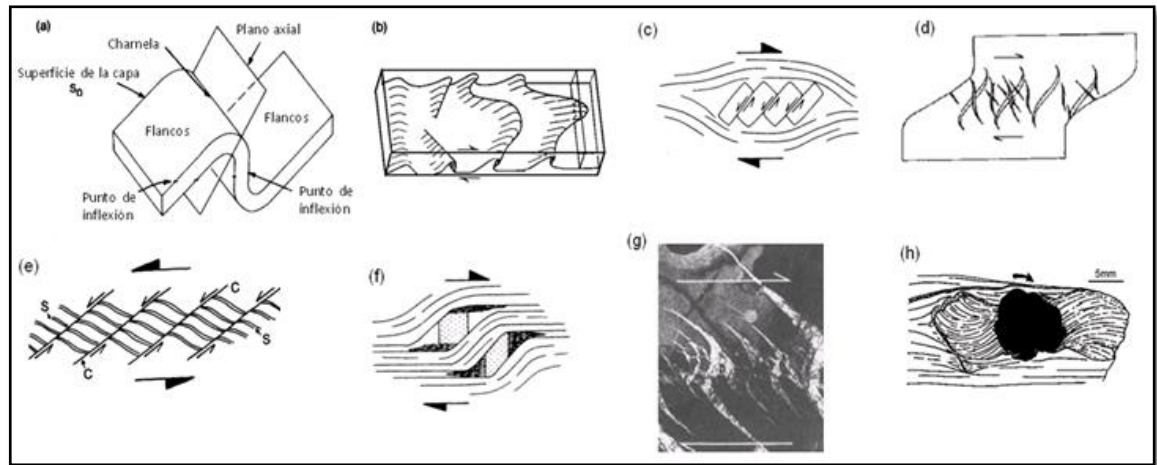 (a)
Charnela
Plano axial
Superficie de la capa
S₀
Flancos
Flancos
Punto de
inflexión
Punto de
inflexión
(b)
(c)
(d)
(e)
S
C
S
C
(f)
(g)
(h)
5mm